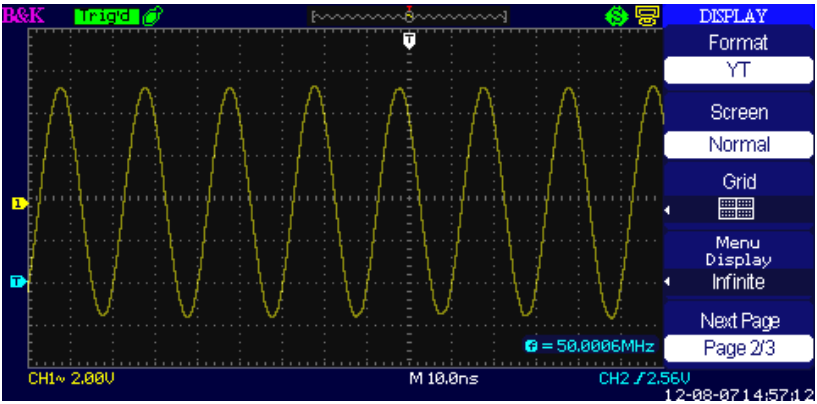 B&K Trig'd S DISPLAY
Format
T
YT
Screen
Normal
Grid
1
Menu
Display
T
Infinite
Next Page
f = 50.0006MHz
Page 2/3
CH1~ 2.00V M 10.0ns CH2 2.56V
12-08-07 14:57:12